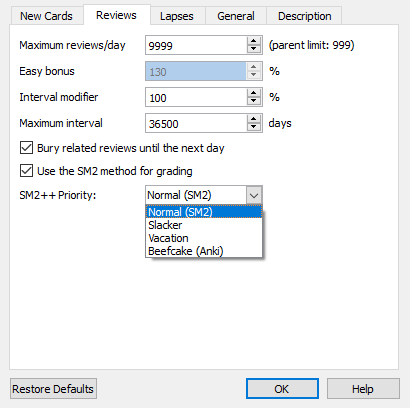 New Cards Reviews Lapses General Description
Maximum reviews/day 9999 (parent limit: 999)
Easy bonus 130 %
Interval modifier 100 %
Maximum interval 36500 days
Bury related reviews until the next day
Use the SM2 method for grading
SM2++ Priority: Normal (SM2)
Normal (SM2)
Slacker
Vacation
Beefcake (Anki)
Restore Defaults OK Help